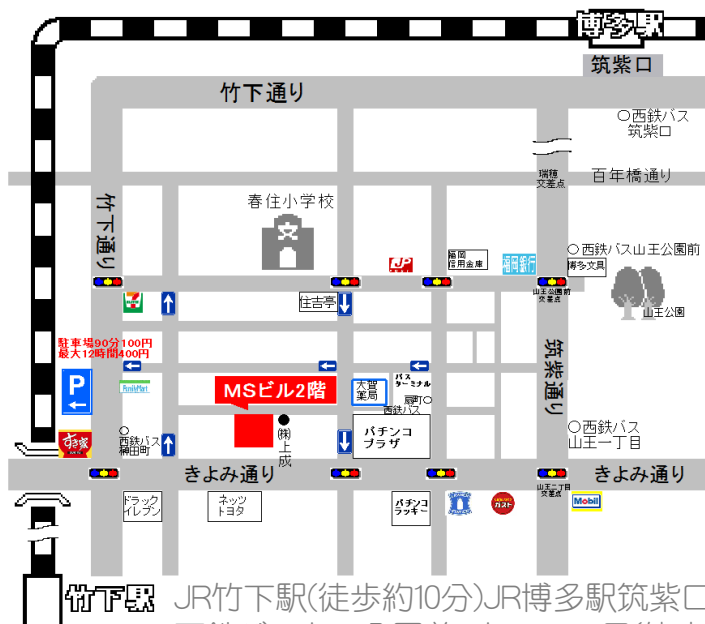 博多駅
筑紫口
竹下通り
○西鉄バス
筑紫口
瑞穂
交差点
百年橋通り
竹下通り
春住小学校
JP
福岡
信用金庫
福岡銀行
○西鉄バス山王公園前
博多文具
山王公園前
交差点
山王公園
住吉亭
駐車場90分100円
最大12時間400円
P
FamilyMart
MSビル2階
大賀
薬局
バス
ターミナル
西鉄バス
筑紫通り
○
西鉄バス
すき家
㈱上成
パチンコ
プラザ
○西鉄バス
山王一丁目
きよみ通り
きよみ通り
山王二丁目
交差点
ドラック
イレブン
ネッツ
トヨタ
パチンコ
ラッキー
ガスト
Mobil
竹下駅
JR竹下駅(徒歩約10分)JR博多駅筑紫口